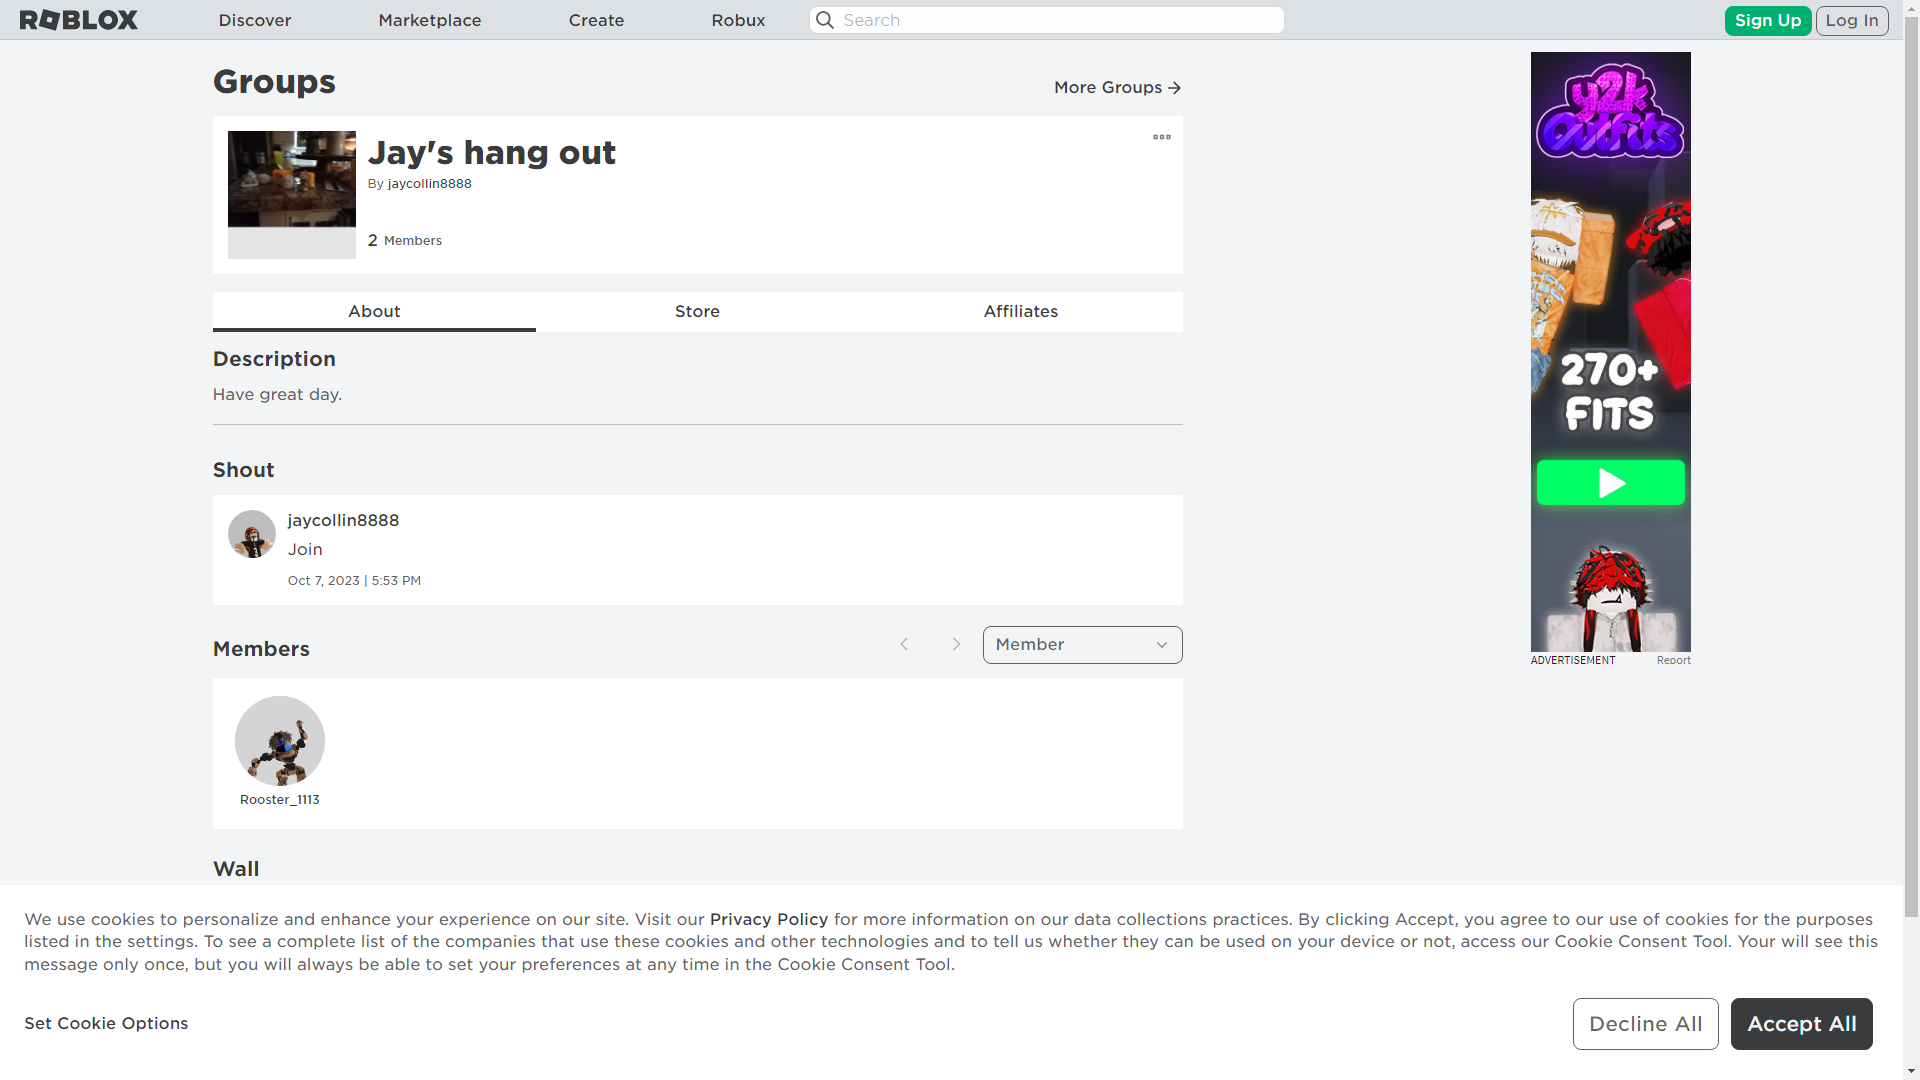 ROBLOX
Discover
Marketplace
Create
Robux
Search
Sign Up
Log In
Groups
More Groups
Jay's hang out
By jaycollin8888
2 Members
About
Store
Affiliates
Description
Have great day.
Shout
jaycollin8888
Join
Oct 7, 2023 | 5:53 PM
Members
Member
Rooster_1113
Wall
y2k
Outfits
270+
FITS
ADVERTISEMENT
Report
We use cookies to personalize and enhance your experience on our site. Visit our Privacy Policy for more information on our data collections practices. By clicking Accept, you agree to our use of cookies for the purposes
listed in the settings. To see a complete list of the companies that use these cookies and other technologies and to tell us whether they can be used on your device or not, access our Cookie Consent Tool. Your will see this
message only once, but you will always be able to set your preferences at any time in the Cookie Consent Tool.
Set Cookie Options
Decline All
Accept All